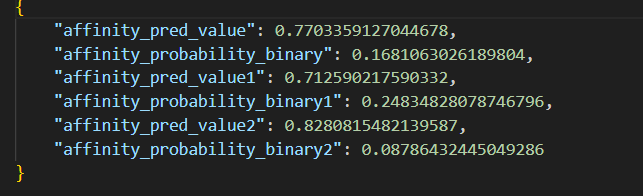 {
"affinity_pred_value": 0.7703359127044678,
"affinity_probability_binary": 0.1681063026189804,
"affinity_pred_value1": 0.712590217590332,
"affinity_probability_binary1": 0.24834828078746796,
"affinity_pred_value2": 0.8280815482139587,
"affinity_probability_binary2": 0.08786432445049286
}